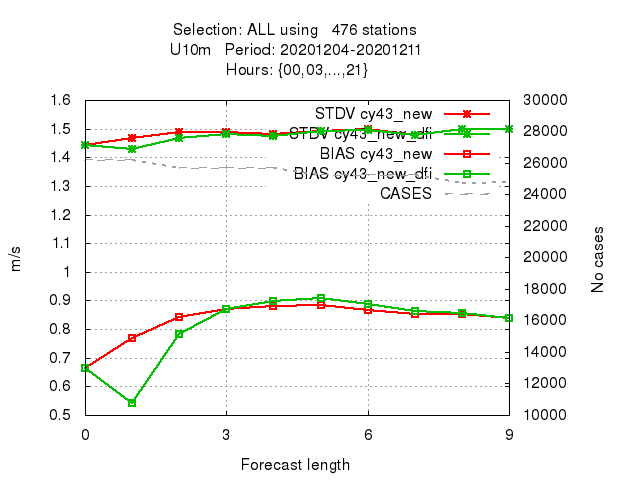 Selection: ALL using   476 stations
U10m   Period: 20201204-20201211
Hours: {00,03,...,21}
1.6
1.5
1.4
1.3
1.2
1.1
1
0.9
0.8
0.7
0.6
0.5
m/s
STDV cy43_new
STDV cy43_new_dfi
BIAS cy43_new
BIAS cy43_new_dfi
CASES
30000
28000
26000
24000
22000
20000
18000
16000
14000
12000
10000
No cases
0 3 6 9
Forecast length